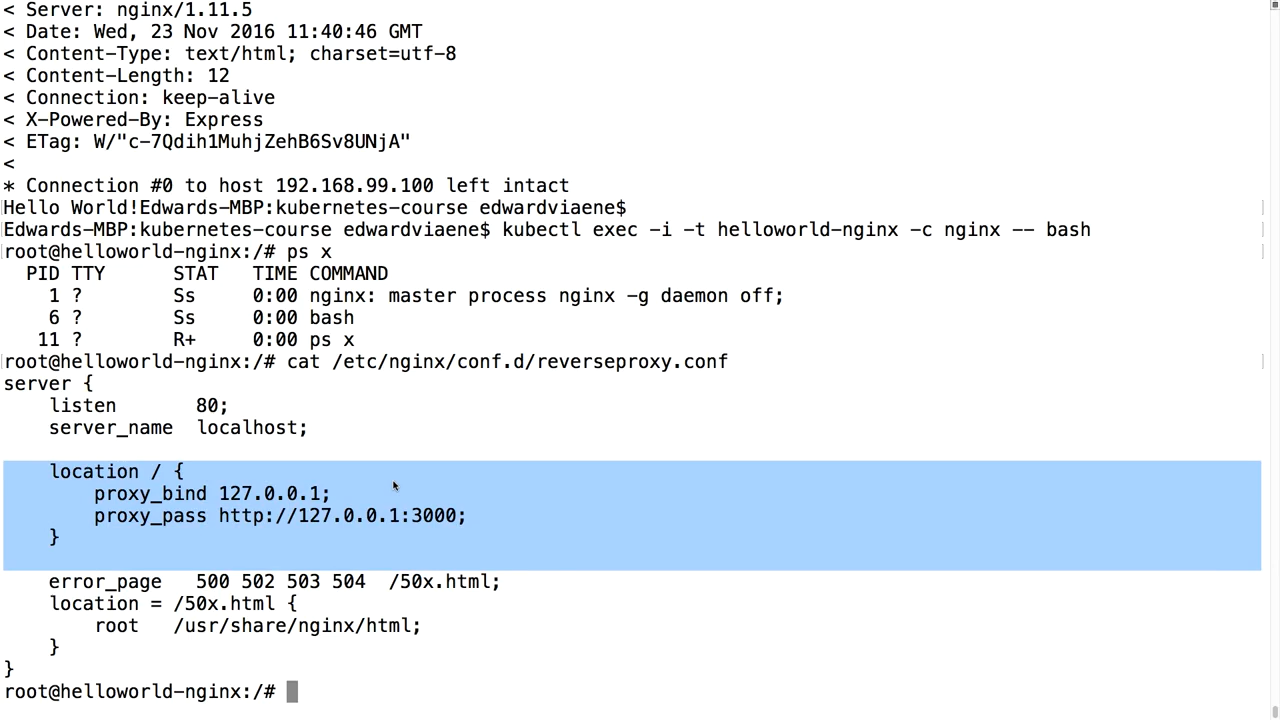 < Server: nginx/1.11.5
< Date: Wed, 23 Nov 2016 11:40:46 GMT
< Content-Type: text/html; charset=utf-8
< Content-Length: 12
< Connection: keep-alive
< X-Powered-By: Express
< ETag: W/"c-7Qdih1MuhjZehB6Sv8UNjA"
<
* Connection #0 to host 192.168.99.100 left intact
Hello World!Edwards-MBP:kubernetes-course edwardviaene$
Edwards-MBP:kubernetes-course edwardviaene$ kubectl exec -i -t helloworld-nginx -c nginx -- bash
root@helloworld-nginx:/# ps x
  PID TTY      STAT   TIME COMMAND
    1 ?        Ss     0:00 nginx: master process nginx -g daemon off;
    6 ?        Ss     0:00 bash
   11 ?        R+     0:00 ps x
root@helloworld-nginx:/# cat /etc/nginx/conf.d/reverseproxy.conf
server {
    listen       80;
    server_name  localhost;
    location / {
        proxy_bind 127.0.0.1;
        proxy_pass http://127.0.0.1:3000;
    }
    error_page   500 502 503 504  /50x.html;
    location = /50x.html {
        root   /usr/share/nginx/html;
    }
}
root@helloworld-nginx:/#